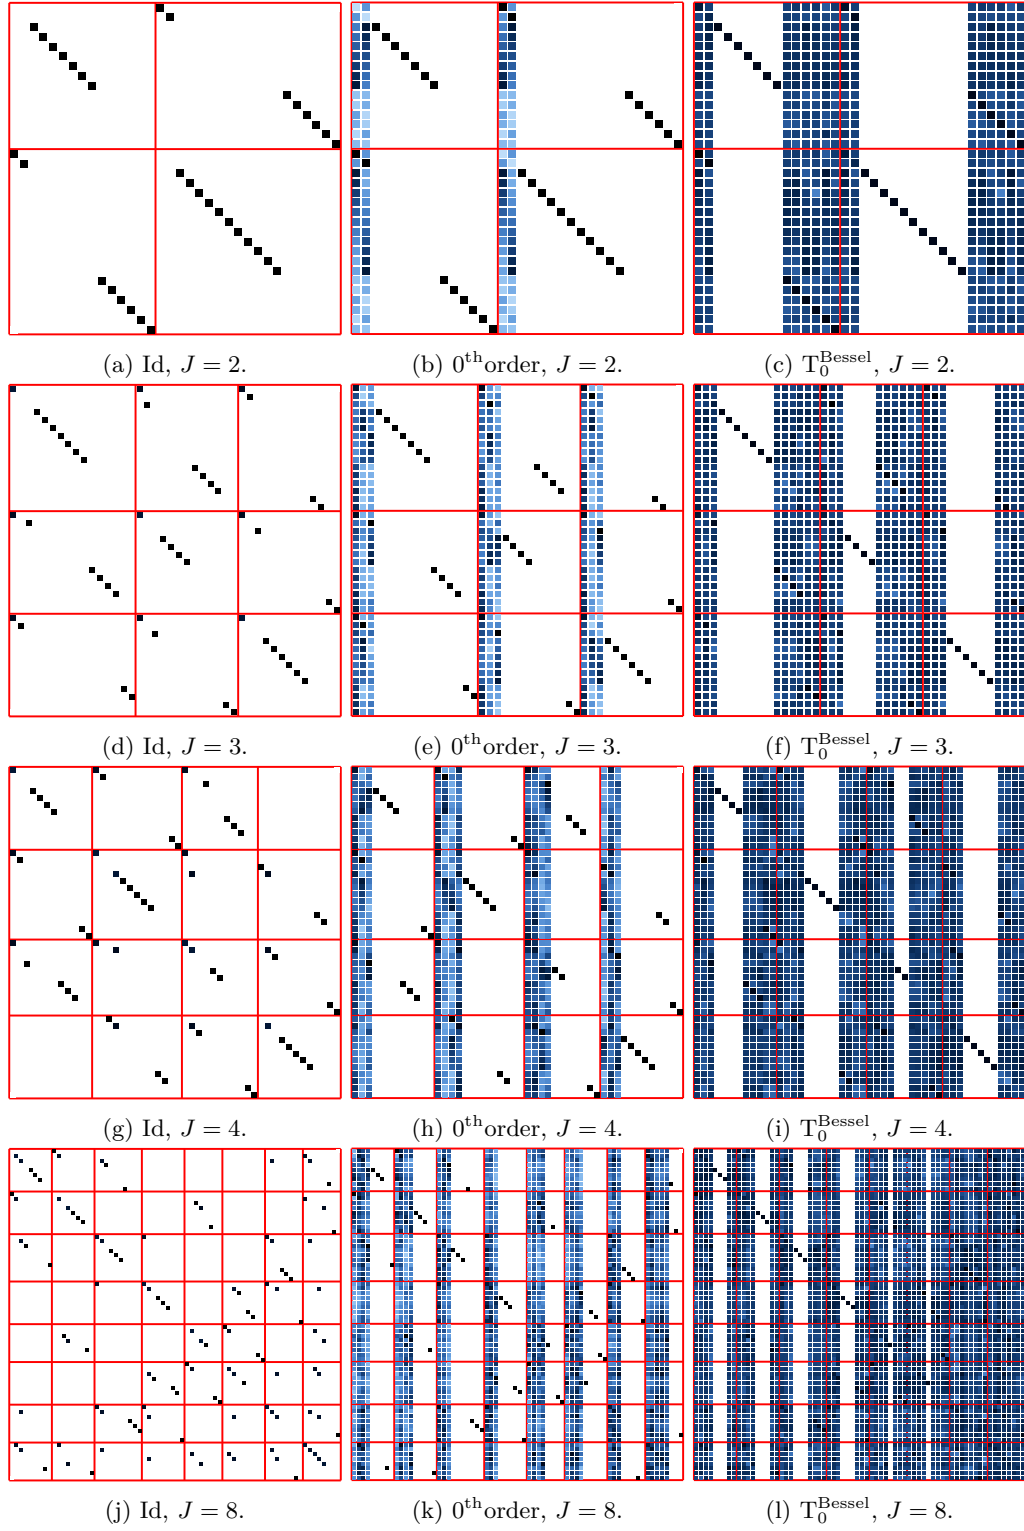 (a) Id, J = 2.
(b) 0ᵗʰorder, J = 2.
(c) T₀ᴮᵉˢˢᵉˡ, J = 2.
(d) Id, J = 3.
(e) 0ᵗʰorder, J = 3.
(f) T₀ᴮᵉˢˢᵉˡ, J = 3.
(g) Id, J = 4.
(h) 0ᵗʰorder, J = 4.
(i) T₀ᴮᵉˢˢᵉˡ, J = 4.
(j) Id, J = 8.
(k) 0ᵗʰorder, J = 8.
(l) T₀ᴮᵉˢˢᵉˡ, J = 8.